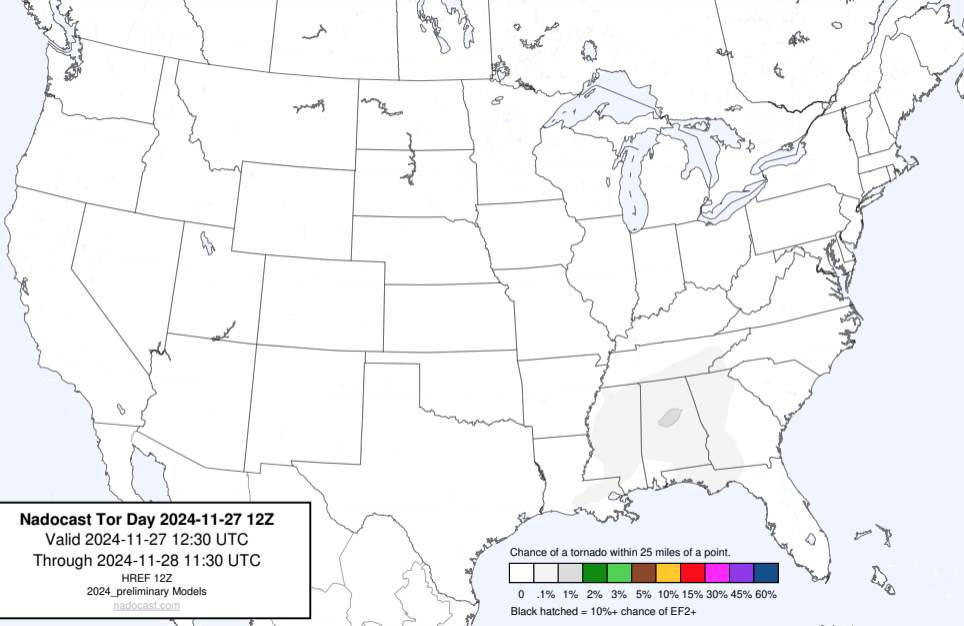 Nadocast Tor Day 2024-11-27 12Z
Valid 2024-11-27 12:30 UTC
Through 2024-11-28 11:30 UTC
HREF 12Z
2024_preliminary Models
nadocast.com
Chance of a tornado within 25 miles of a point.
0 .1% 1% 2% 3% 5% 10% 15% 30% 45% 60%
Black hatched = 10%+ chance of EF2+